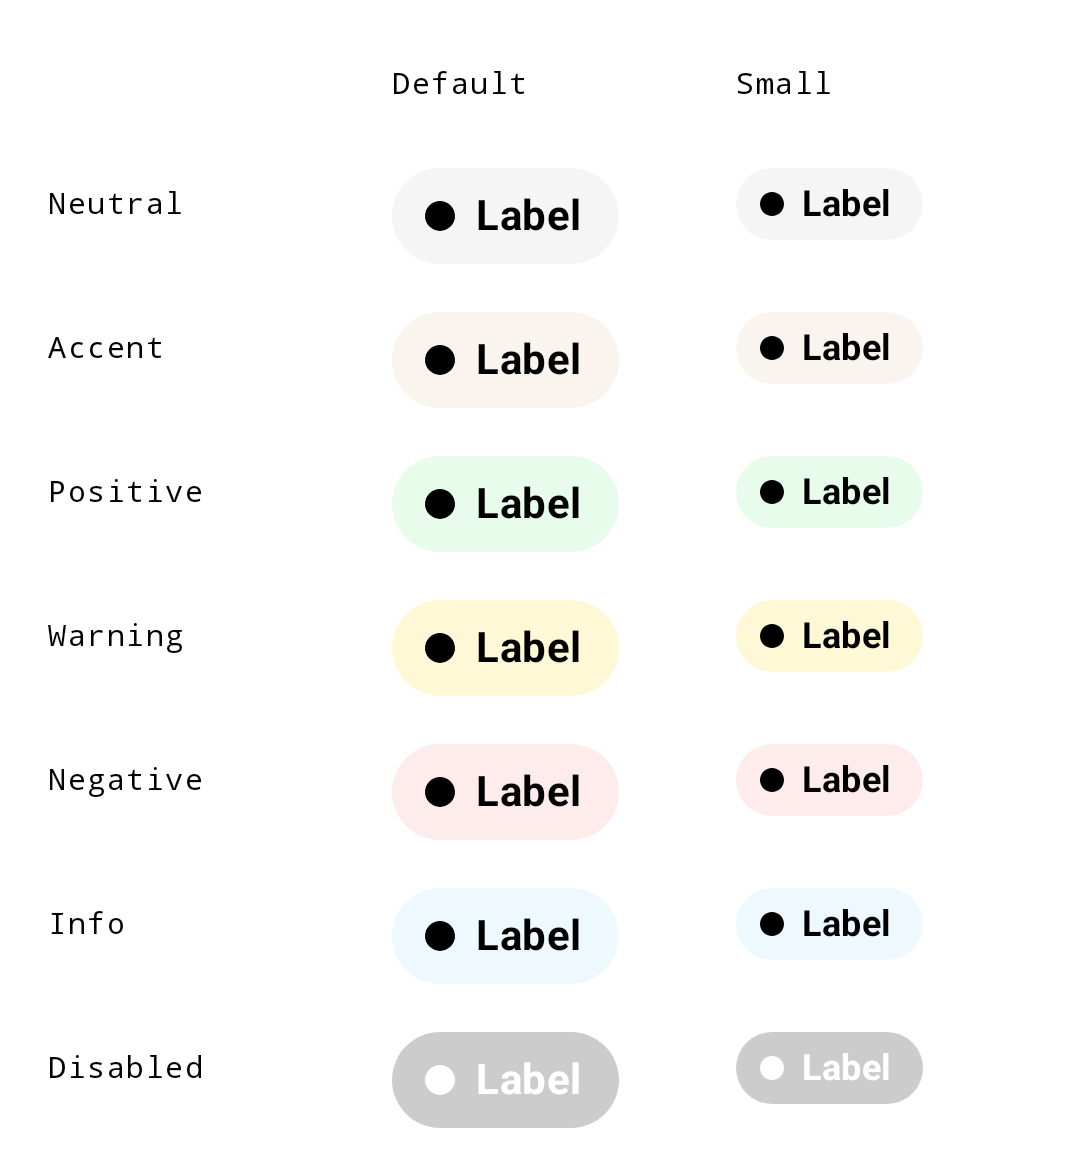 Default Small
Neutral Label Label
Accent Label Label
Positive Label Label
Warning Label Label
Negative Label Label
Info Label Label
Disabled Label Label